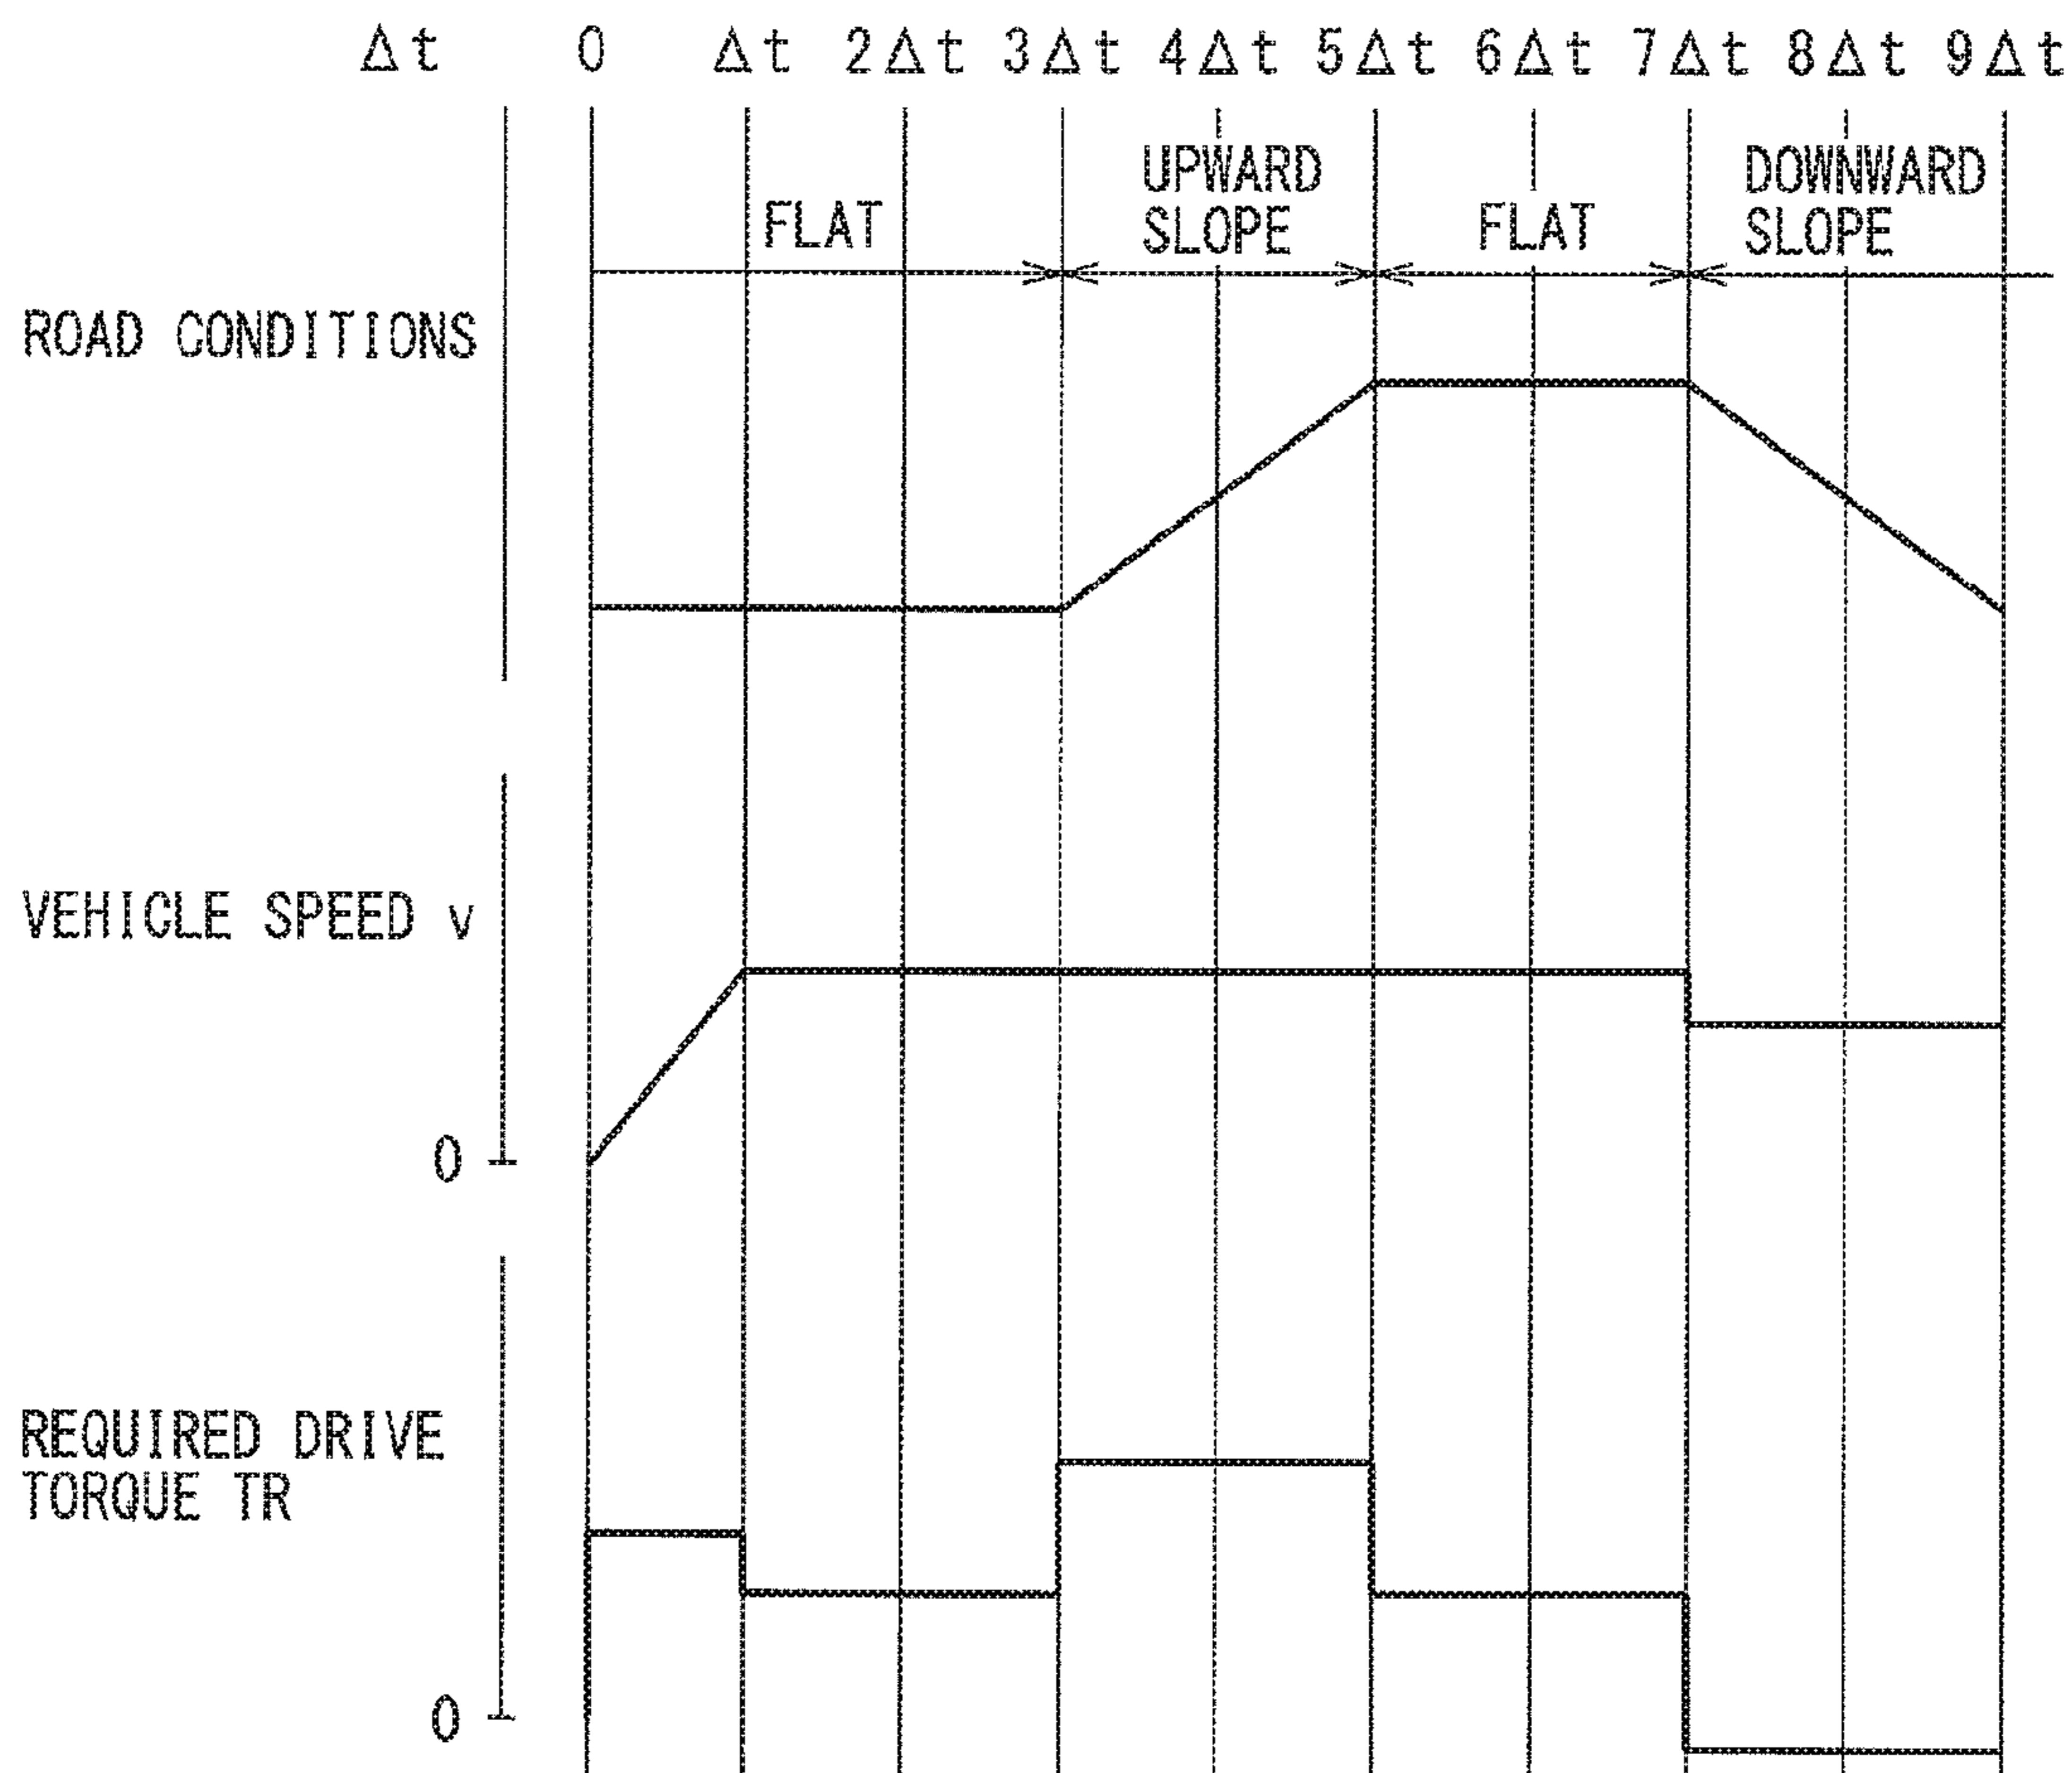 Δt 0 Δt 2Δt 3Δt 4Δt 5Δt 6Δt 7Δt 8Δt 9Δt
FLAT
UPWARD
SLOPE
FLAT
DOWNWARD
SLOPE
ROAD CONDITIONS
VEHICLE SPEED v
0
REQUIRED DRIVE
TORQUE TR
0